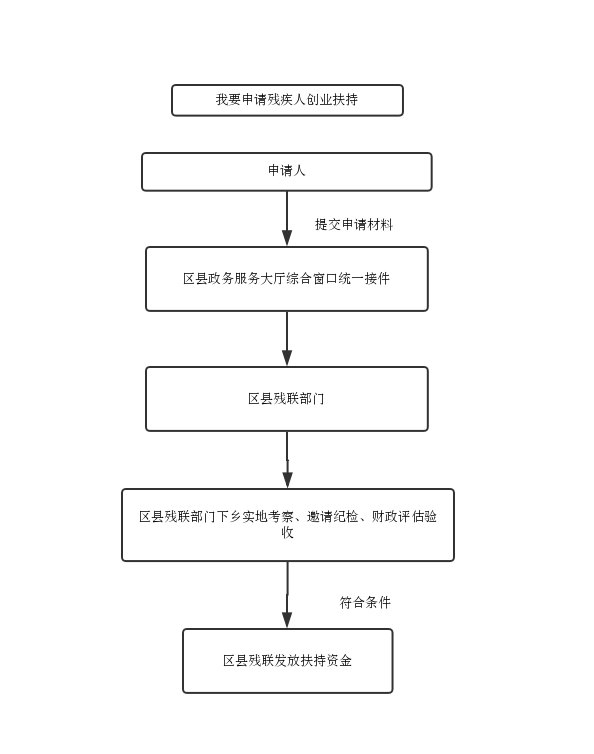 我要申请残疾人创业扶持
申请人
提交申请材料
区县政务服务大厅综合窗口统一接件
区县残联部门
区县残联部门下乡实地考察、邀请纪检、财政评估验
收
符合条件
区县残联发放扶持资金